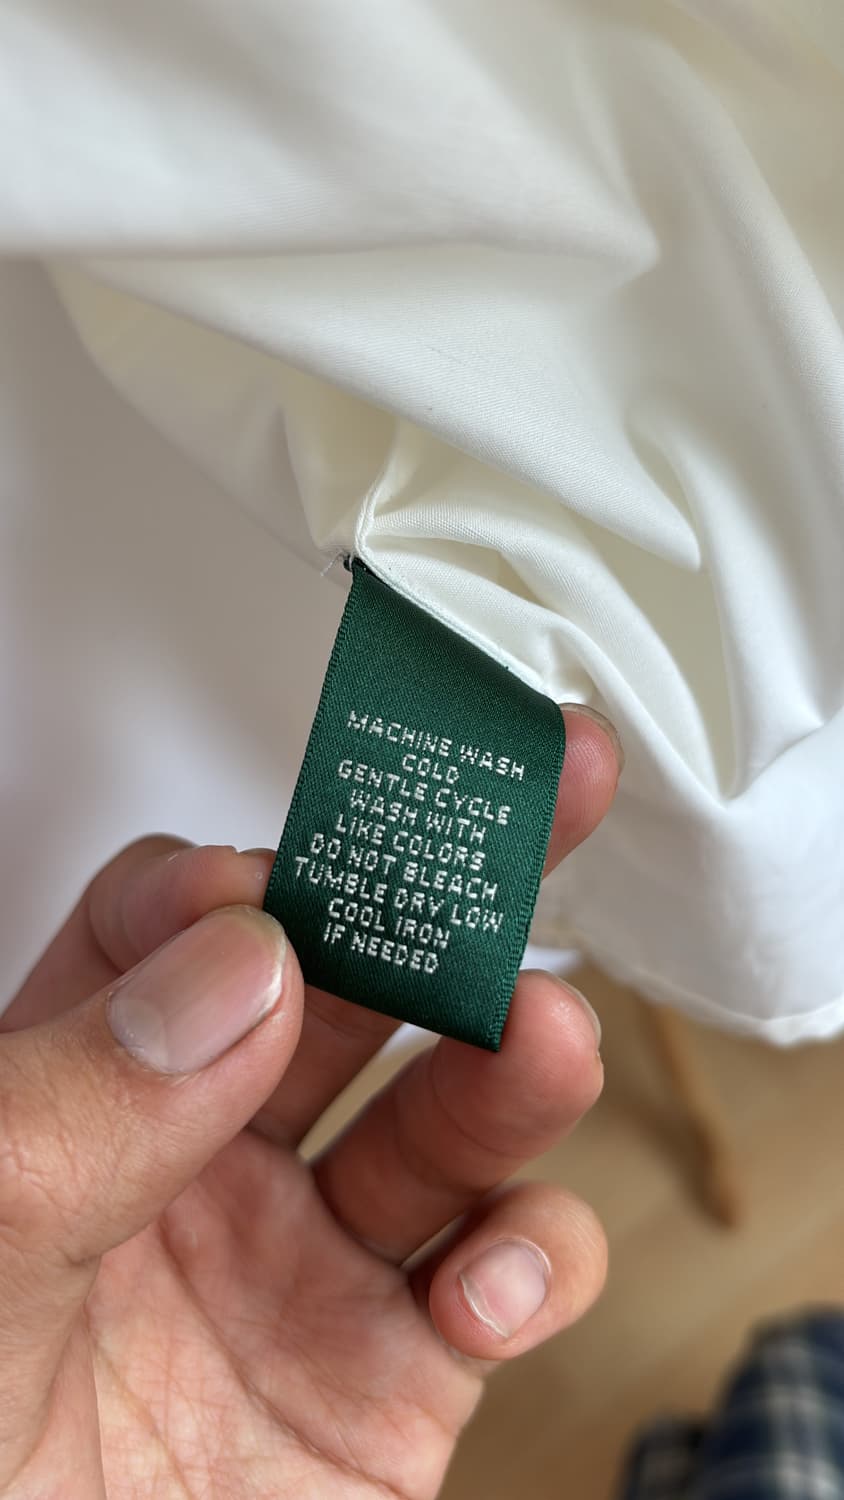 MACHINE WASH
COLD
GENTLE CYCLE
WASH WITH
LIKE COLORS
DO NOT BLEACH
TUMBLE DRY LOW
COOL IRON
IF NEEDED